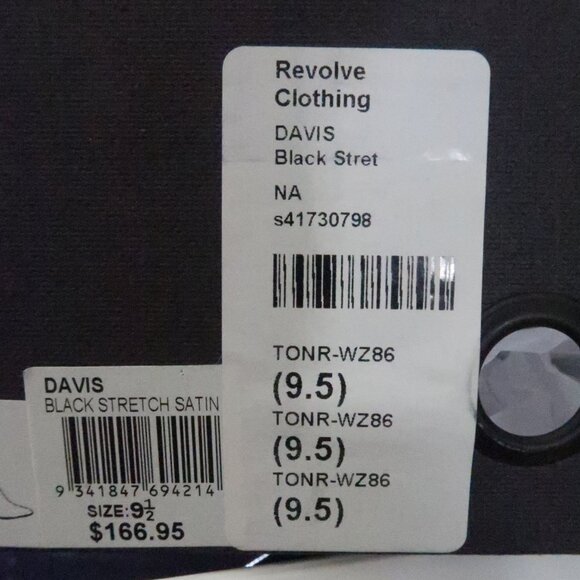 Revolve
Clothing
DAVIS
Black Stret
NA
s41730798
TONR-WZ86
(9.5)
TONR-WZ86
(9.5)
TONR-WZ86
(9.5)
DAVIS
BLACK STRETCH SATIN
9 341847 694214
SIZE:9½
$166.95